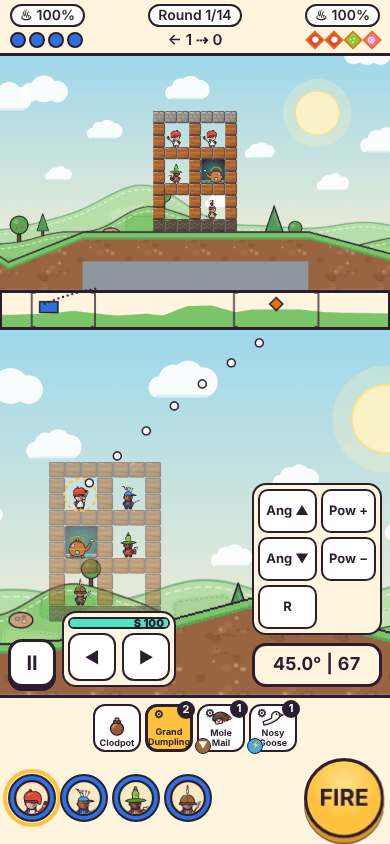 ♨ 100%
Round 1/14
♨ 100%
← 1 ⇢ 0
Ang ▲
Pow +
Ang ▼
Pow −
R
S 100
II
◀
▶
45.0° | 67
2
1
1
Clodpot
Grand
Dumpling
Mole
Mail
Nosy
Goose
FIRE